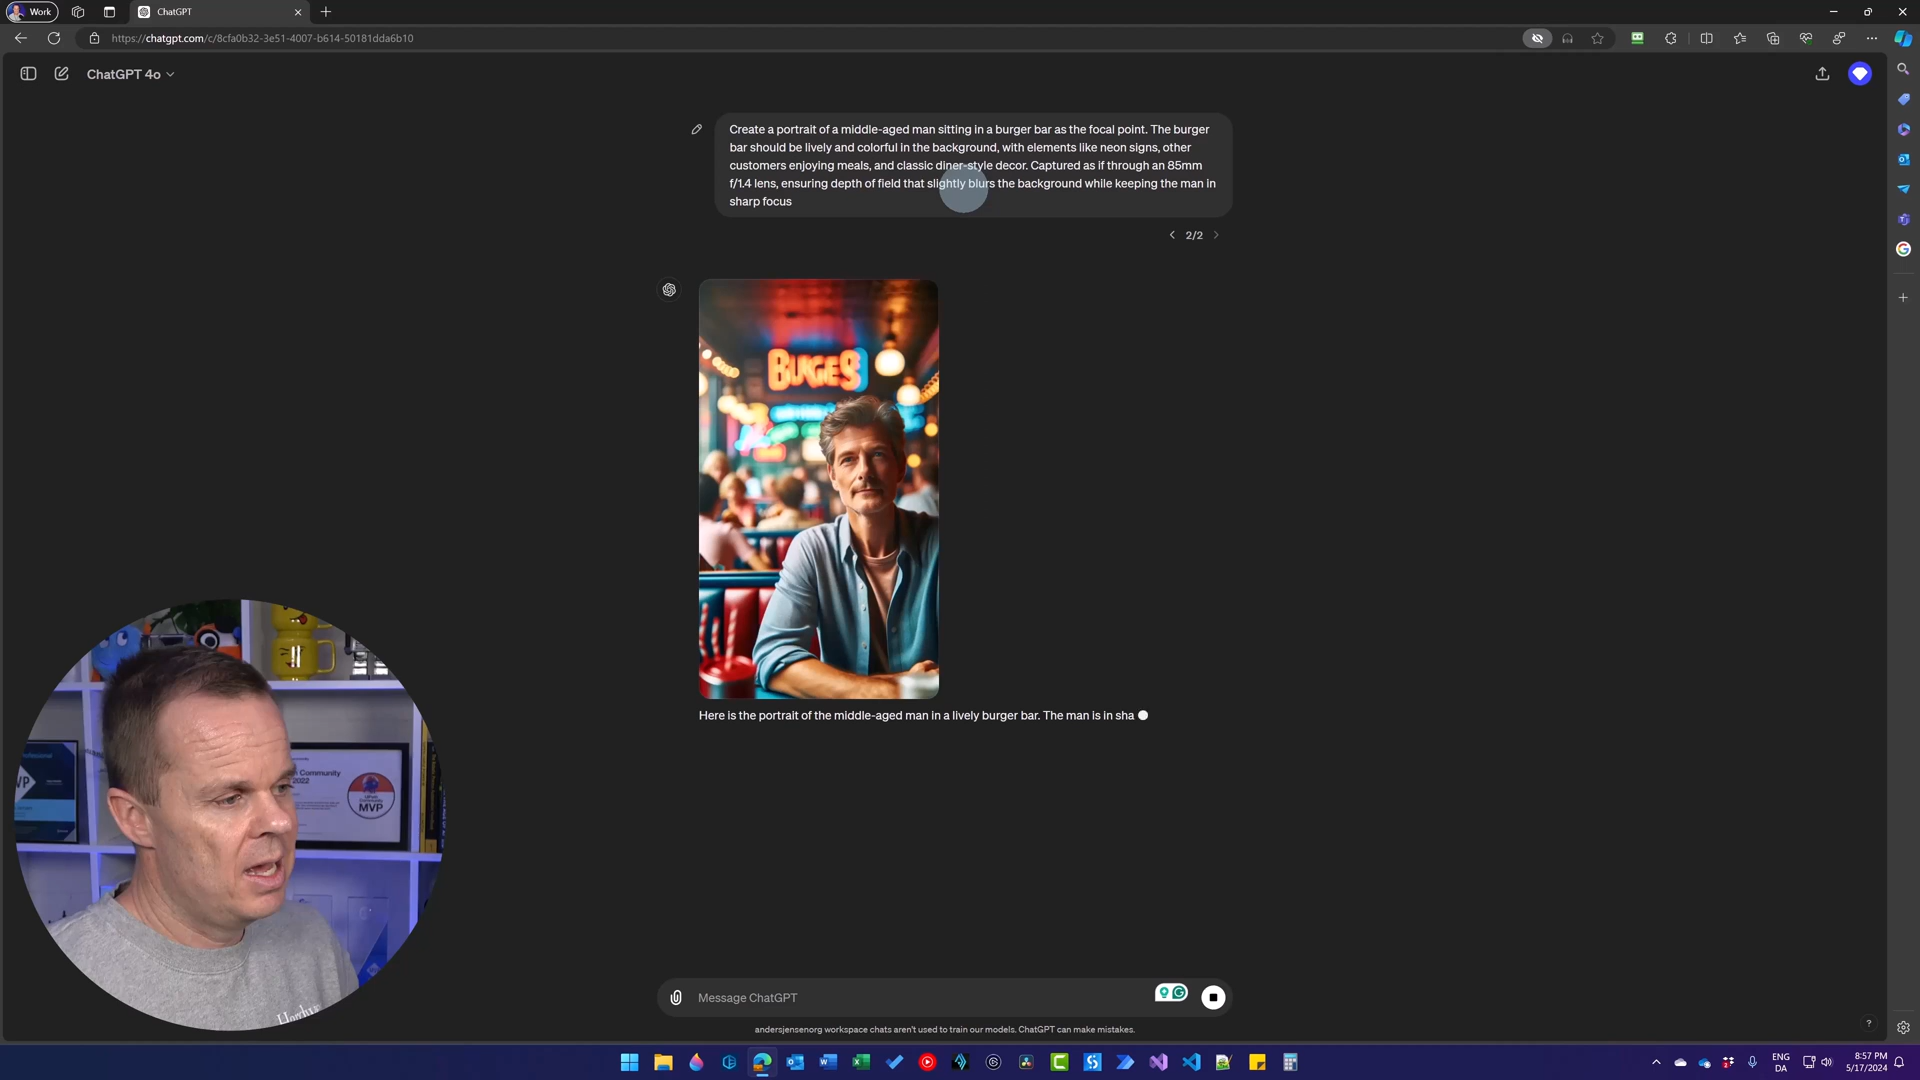 Work
ChatGPT
https://chatgpt.com/c/8cfa0b32-3e51-4007-b614-50181dda6b10
ChatGPT 4o
Create a portrait of a middle-aged man sitting in a burger bar as the focal point. The burger
bar should be lively and colorful in the background, with elements like neon signs, other
customers enjoying meals, and classic diner-style decor. Captured as if through an 85mm
f/1.4 lens, ensuring depth of field that slightly blurs the background while keeping the man in
sharp focus
2/2
Here is the portrait of the middle-aged man in a lively burger bar. The man is in sha
Community
2022
Community
MVP
Message ChatGPT
andersjensenorg workspace chats aren't used to train our models. ChatGPT can make mistakes.
?
ENG
DA
8:57 PM
5/17/2024